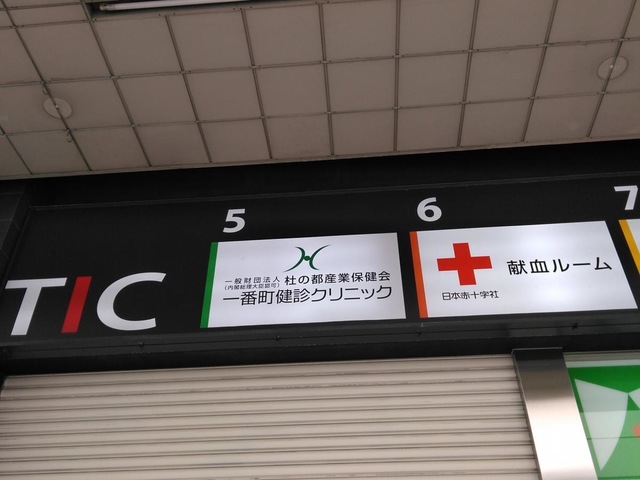 TIC
5
一般財団法人 杜の都産業保健会
(内閣総理大臣認可)
一番町健診クリニック
6
献血ルーム
日本赤十字社
7